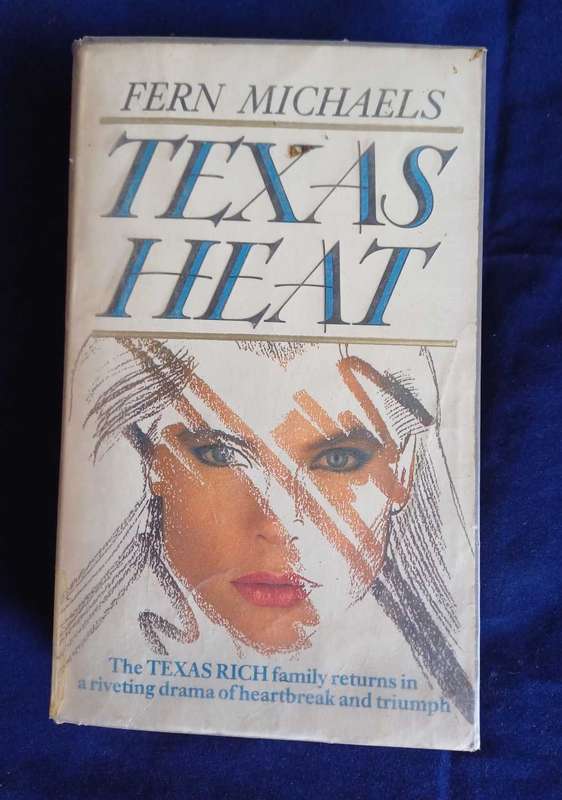 FERN MICHAELS
TEXAS
HEAT
The TEXAS RICH family returns in
a riveting drama of heartbreak and triumph